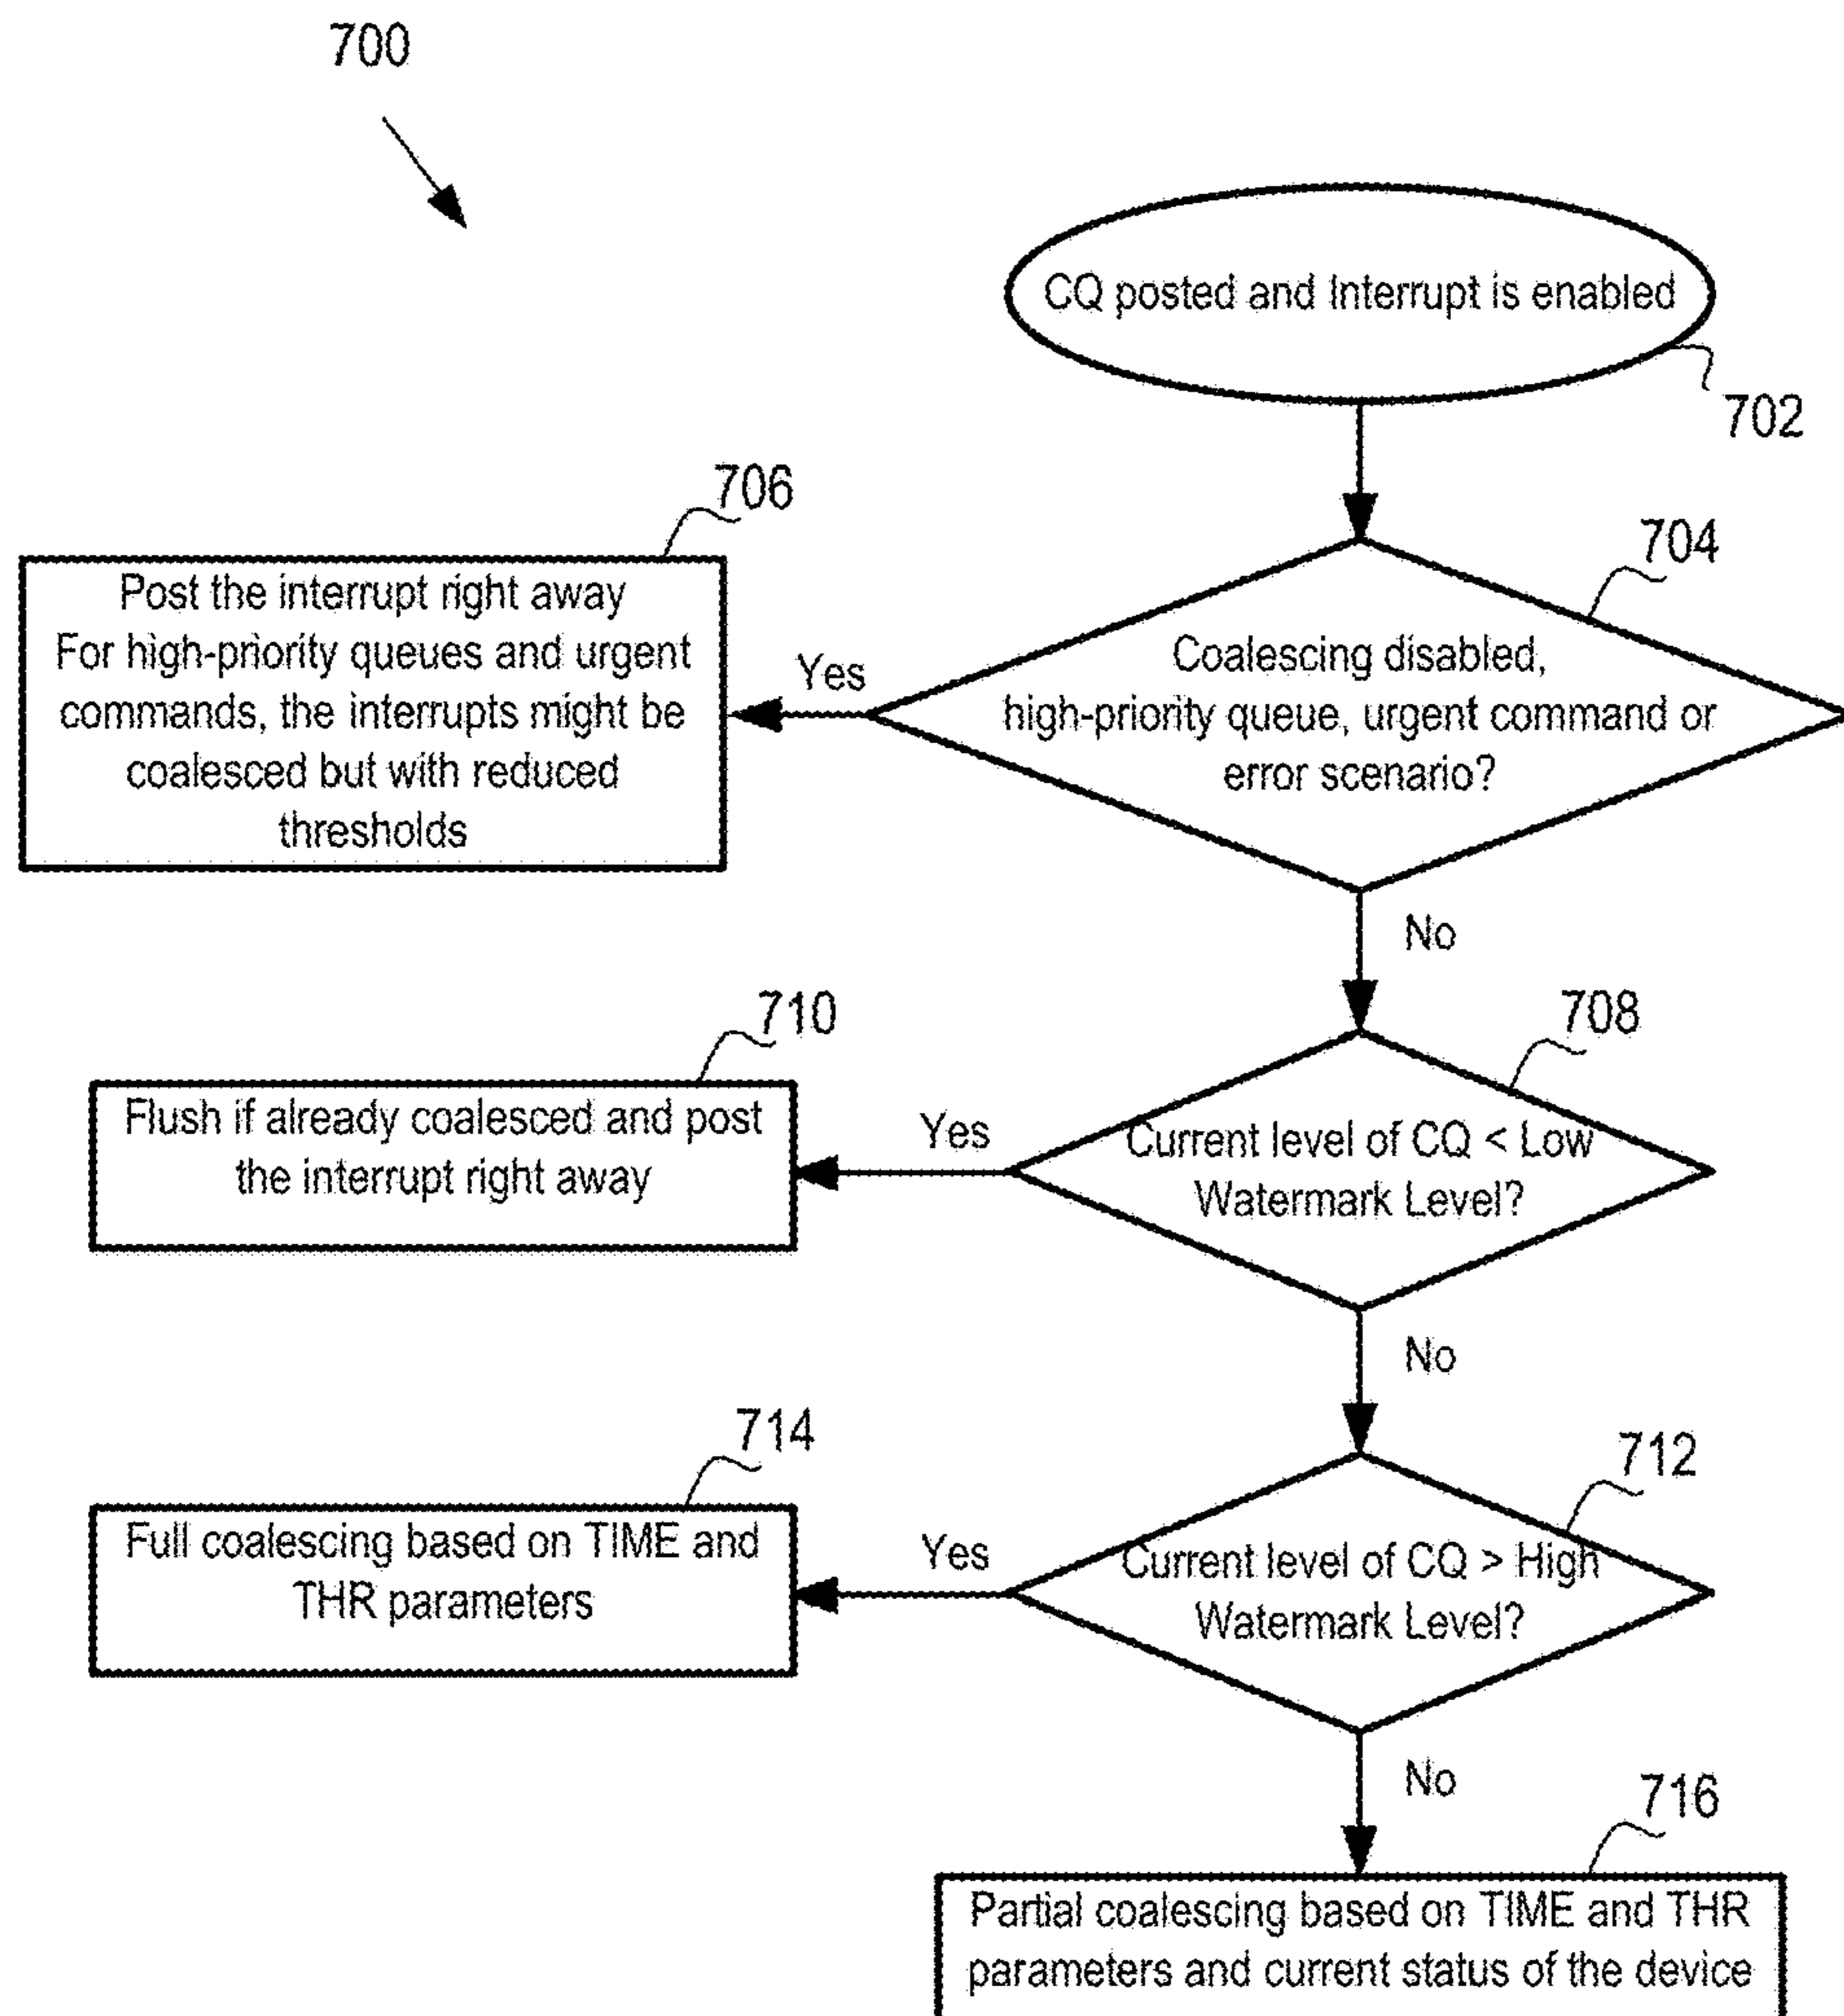 700
CQ posted and Interrupt is enabled
702
706
Post the interrupt right away
For high-priority queues and urgent
commands, the interrupts might be
coalesced but with reduced
thresholds
Yes
704
Coalescing disabled,
high-priority queue, urgent command or
error scenario?
No
710
Flush if already coalesced and post
the interrupt right away
Yes
708
Current level of CQ < Low
Watermark Level?
No
714
Full coalescing based on TIME and
THR parameters
Yes
712
Current level of CQ > High
Watermark Level?
No
716
Partial coalescing based on TIME and THR
parameters and current status of the device